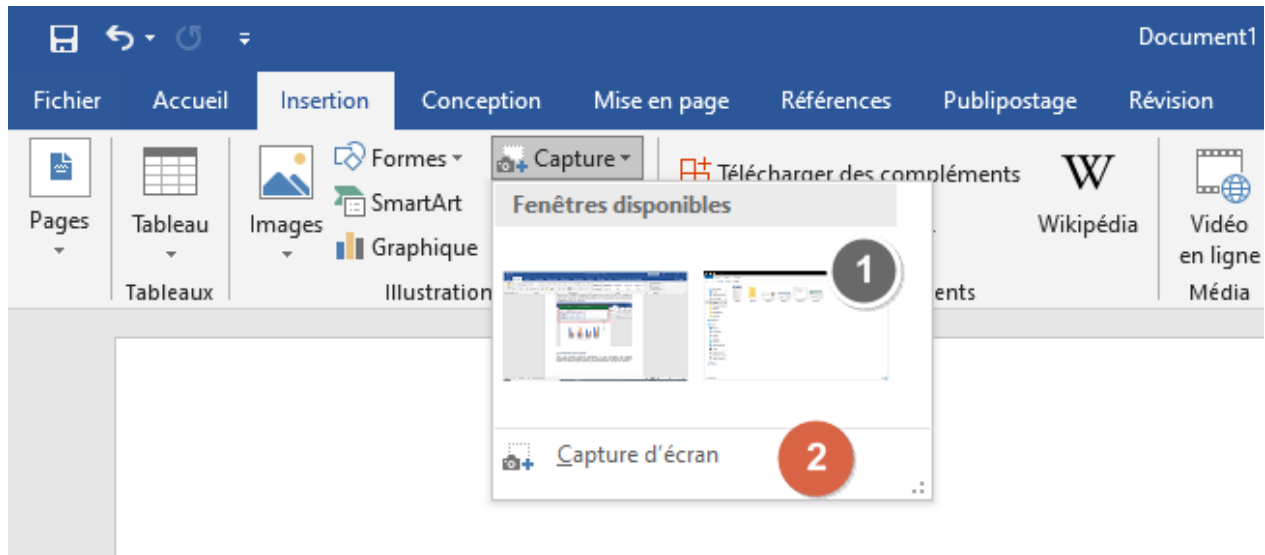 Document1
Fichier Accueil Insertion Conception Mise en page Références Publipostage Révision
Pages
Tableau
Tableaux
Images
Formes
SmartArt
Graphique
Illustration
Capture
Télécharger des compléments
W
Wikipédia
ents
Vidéo
en ligne
Média
Fenêtres disponibles
1
Capture d'écran
2